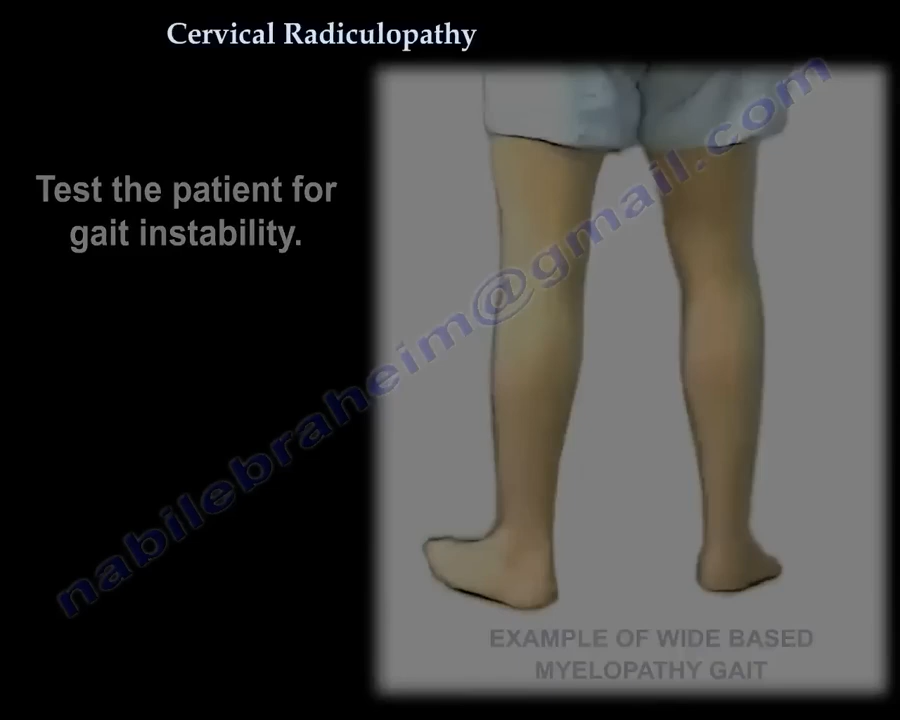 Cervical Radiculopathy
Test the patient for
gait instability.
nabilebraheim@gmail.com
EXAMPLE OF WIDE BASED
MYELOPATHY GAIT